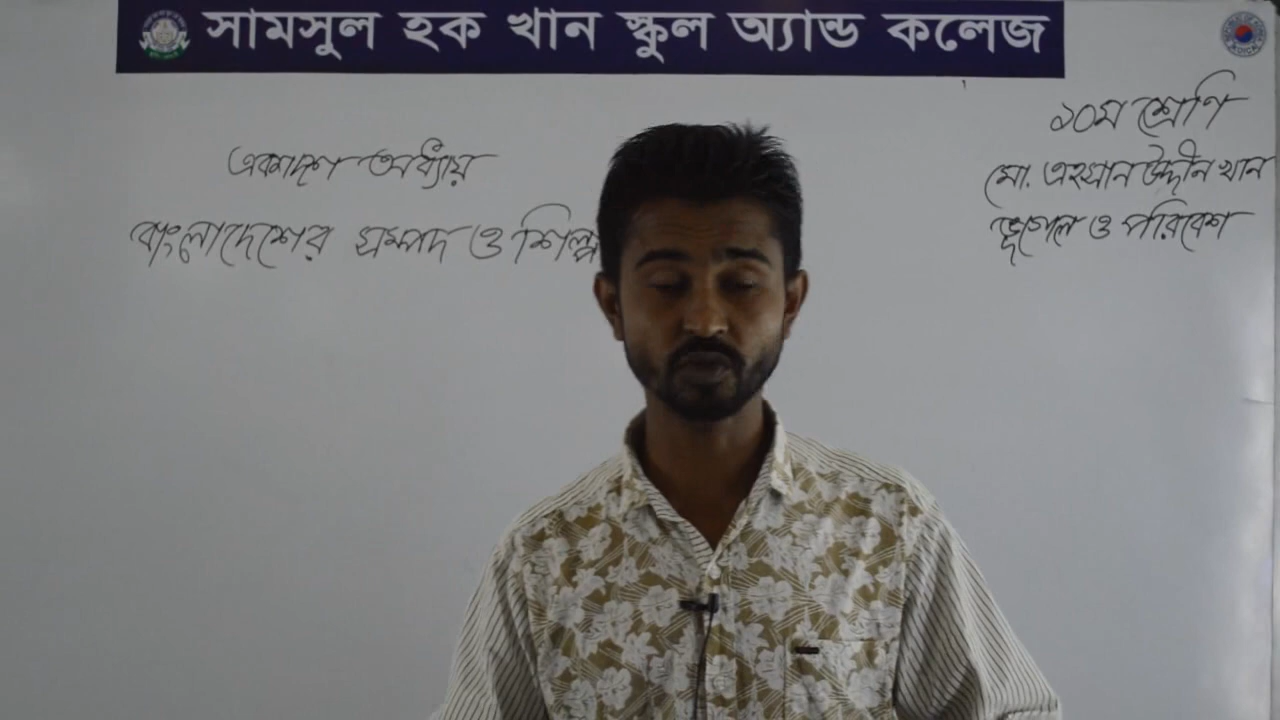 সামসুল হক খান স্কুল অ্যান্ড কলেজ
একাদশ অধ্যায়
বাংলাদেশের সম্পদ ও শিল্প
১০ম শ্রেণি
মো. এহসান উদ্দীন খান
ভূগোল ও পরিবেশ